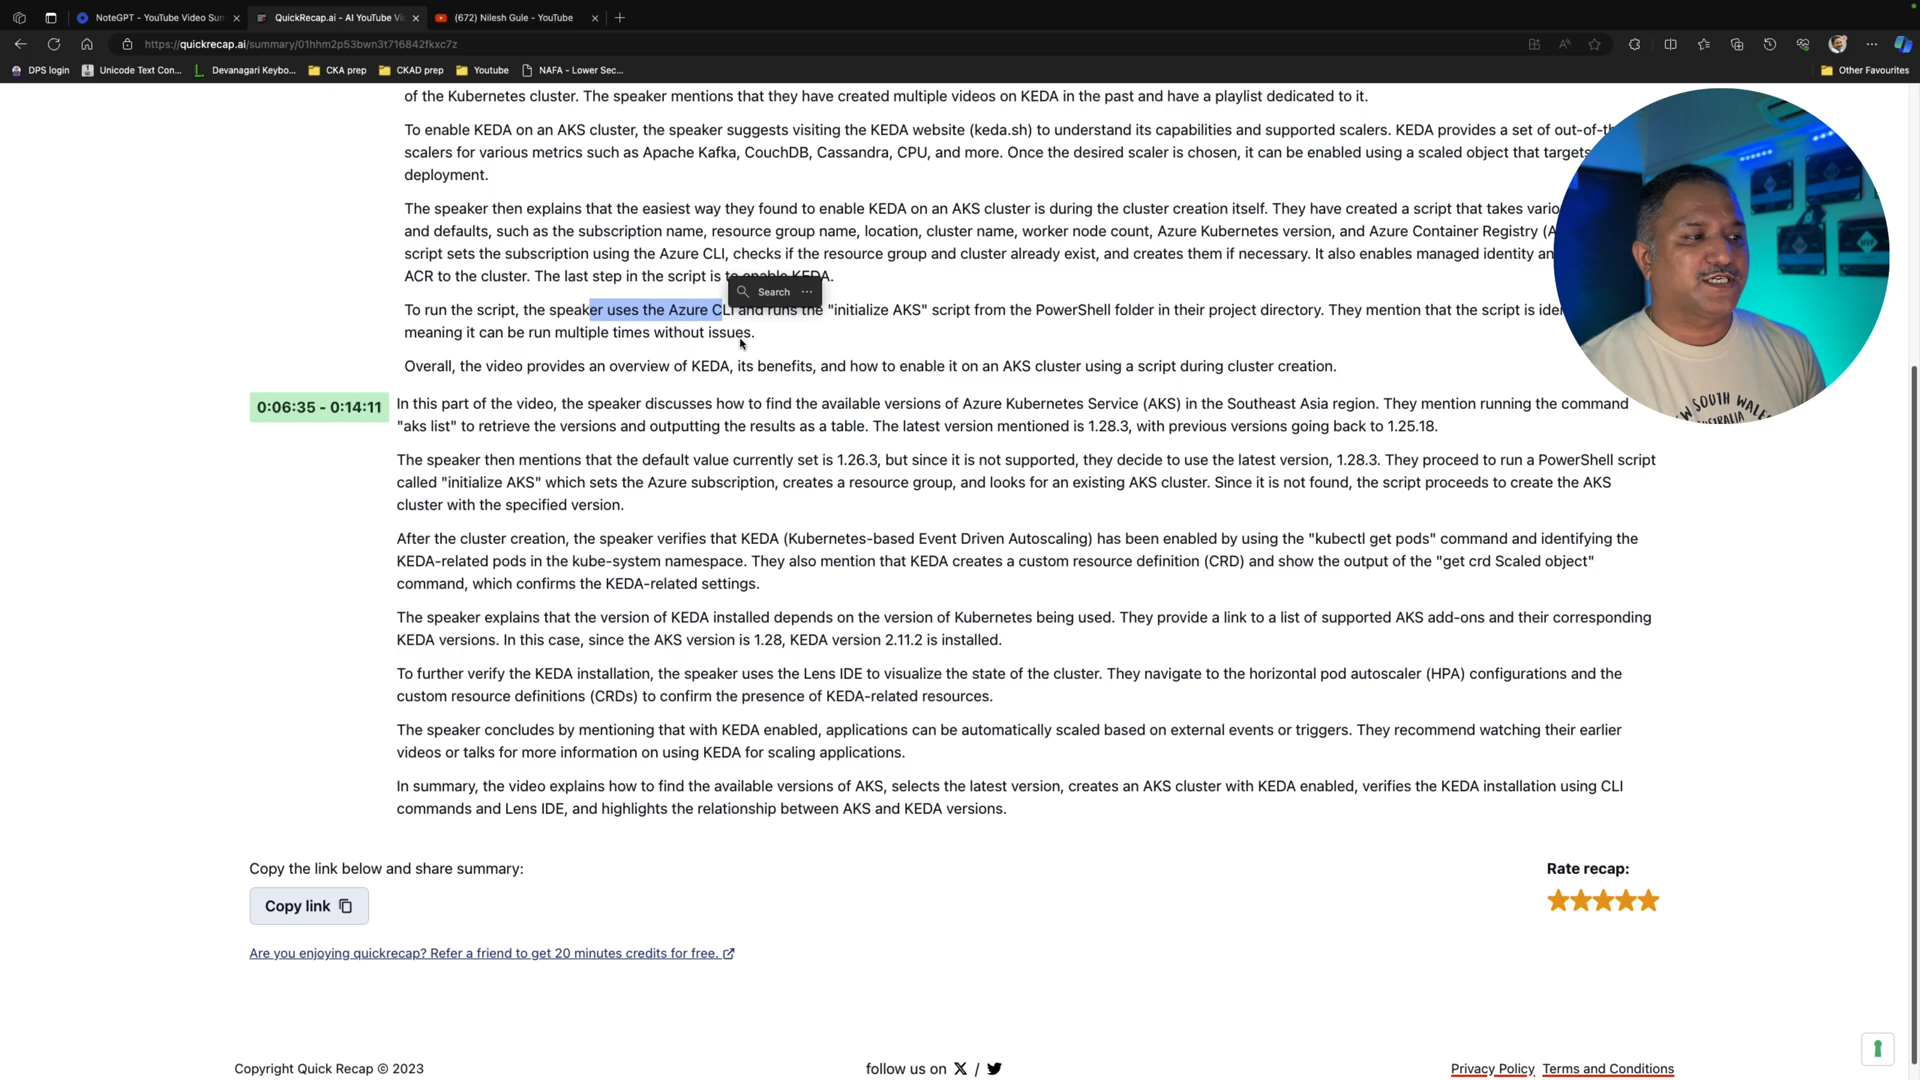 NoteGPT - YouTube Video Sum
QuickRecap.ai - AI YouTube Vi
(672) Nilesh Gule - YouTube
https://quickrecap.ai/summary/01hhm2p53bwn3t716842fkxc7z
DPS login
Unicode Text Con...
Devanagari Keybo...
CKA prep
CKAD prep
Youtube
NAFA - Lower Sec...
Other Favourites
of the Kubernetes cluster. The speaker mentions that they have created multiple videos on KEDA in the past and have a playlist dedicated to it.
To enable KEDA on an AKS cluster, the speaker suggests visiting the KEDA website (keda.sh) to understand its capabilities and supported scalers. KEDA provides a set of out-of-th
scalers for various metrics such as Apache Kafka, CouchDB, Cassandra, CPU, and more. Once the desired scaler is chosen, it can be enabled using a scaled object that targets
deployment.
The speaker then explains that the easiest way they found to enable KEDA on an AKS cluster is during the cluster creation itself. They have created a script that takes vario
and defaults, such as the subscription name, resource group name, location, cluster name, worker node count, Azure Kubernetes version, and Azure Container Registry (A
script sets the subscription using the Azure CLI, checks if the resource group and cluster already exist, and creates them if necessary. It also enables managed identity an
ACR to the cluster. The last step in the script is to enable KEDA.
Search
To run the script, the speaker uses the Azure CLI and runs the "initialize AKS" script from the PowerShell folder in their project directory. They mention that the script is ide
meaning it can be run multiple times without issues.
Overall, the video provides an overview of KEDA, its benefits, and how to enable it on an AKS cluster using a script during cluster creation.
0:06:35 - 0:14:11
In this part of the video, the speaker discusses how to find the available versions of Azure Kubernetes Service (AKS) in the Southeast Asia region. They mention running the command
"aks list" to retrieve the versions and outputting the results as a table. The latest version mentioned is 1.28.3, with previous versions going back to 1.25.18.
The speaker then mentions that the default value currently set is 1.26.3, but since it is not supported, they decide to use the latest version, 1.28.3. They proceed to run a PowerShell script
called "initialize AKS" which sets the Azure subscription, creates a resource group, and looks for an existing AKS cluster. Since it is not found, the script proceeds to create the AKS
cluster with the specified version.
After the cluster creation, the speaker verifies that KEDA (Kubernetes-based Event Driven Autoscaling) has been enabled by using the "kubectl get pods" command and identifying the
KEDA-related pods in the kube-system namespace. They also mention that KEDA creates a custom resource definition (CRD) and show the output of the "get crd Scaled object"
command, which confirms the KEDA-related settings.
The speaker explains that the version of KEDA installed depends on the version of Kubernetes being used. They provide a link to a list of supported AKS add-ons and their corresponding
KEDA versions. In this case, since the AKS version is 1.28, KEDA version 2.11.2 is installed.
To further verify the KEDA installation, the speaker uses the Lens IDE to visualize the state of the cluster. They navigate to the horizontal pod autoscaler (HPA) configurations and the
custom resource definitions (CRDs) to confirm the presence of KEDA-related resources.
The speaker concludes by mentioning that with KEDA enabled, applications can be automatically scaled based on external events or triggers. They recommend watching their earlier
videos or talks for more information on using KEDA for scaling applications.
In summary, the video explains how to find the available versions of AKS, selects the latest version, creates an AKS cluster with KEDA enabled, verifies the KEDA installation using CLI
commands and Lens IDE, and highlights the relationship between AKS and KEDA versions.
Copy the link below and share summary:
Copy link
Rate recap:
Are you enjoying quickrecap? Refer a friend to get 20 minutes credits for free.
Copyright Quick Recap © 2023
follow us on X /
Privacy Policy
Terms and Conditions
SOUTH WALE